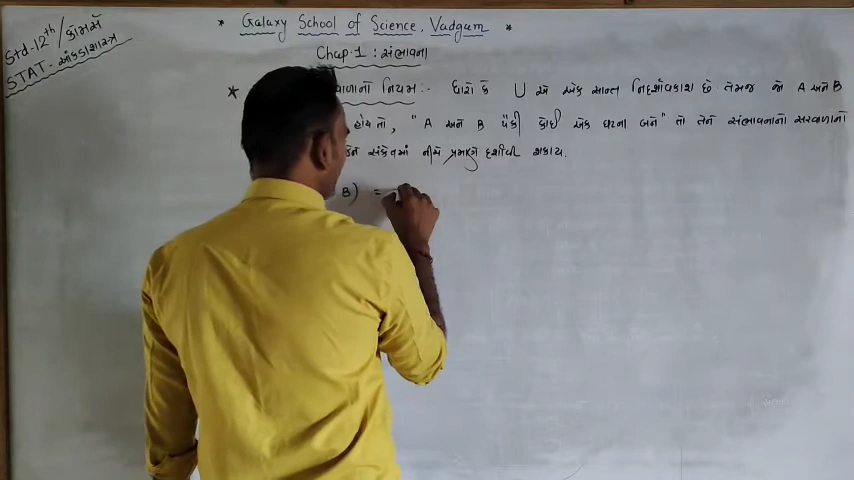 * Galaxy School of Science, Vadgam *
Std-12th/કોમર્સ
STAT - આંકડાશાસ્ત્ર
Chap-1 : સંભાવના
* વાળાનો નિયમ :- ધારો કે U એ એક સાન્ત નિદર્શાવકાશ છે તેમજ જો A અને B
હોય તો, "A અને B પૈકી કોઈ એક ઘટના બને" તો તેને સંભાવનાનો સરવાળાનો
જેને સંકેતમાં નીચે પ્રમાણે દર્શાવી શકાય.
B) =